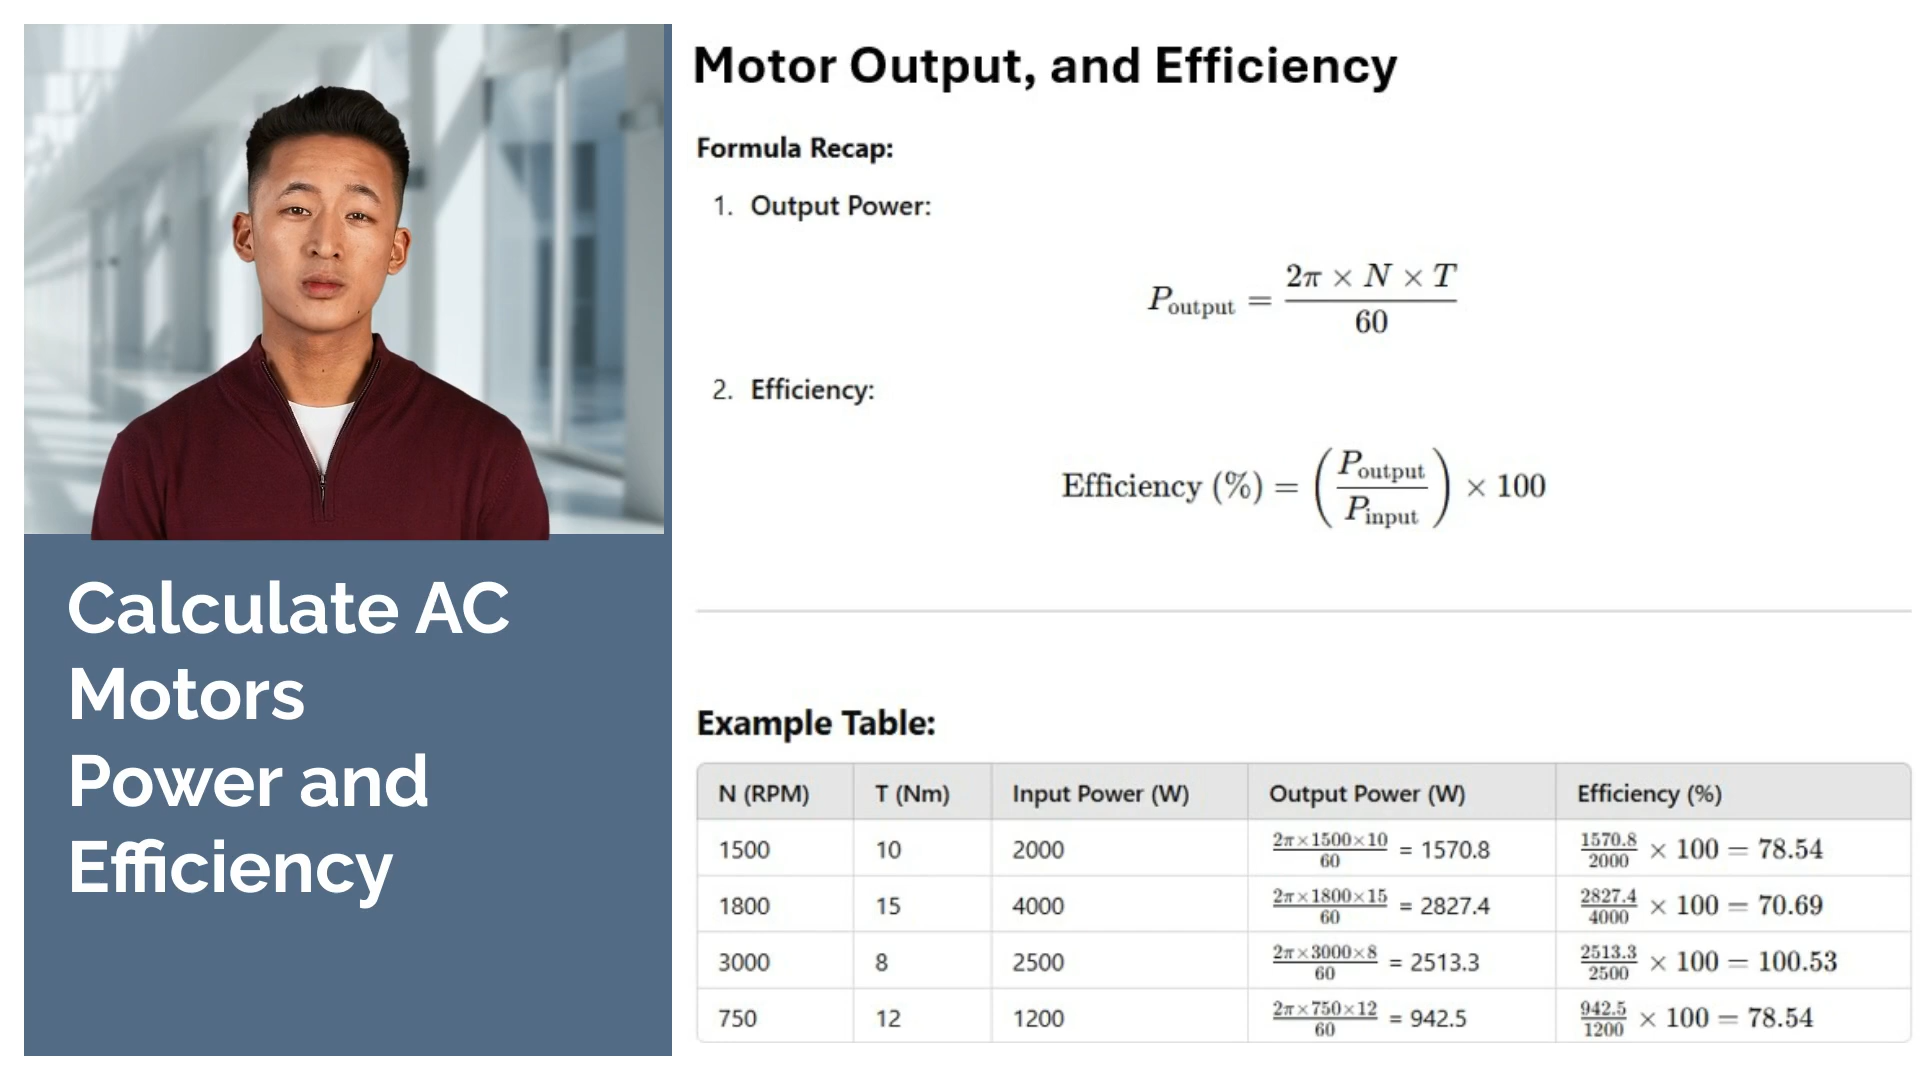 Calculate AC
Motors
Power and
Efficiency
Motor Output, and Efficiency
Formula Recap:
1. Output Power:
P_output = (2π × N × T) / 60
2. Efficiency:
Efficiency (%) = (P_output / P_input) × 100
Example Table:
N (RPM) T (Nm) Input Power (W) Output Power (W) Efficiency (%)
1500 10 2000 2π×1500×10/60 = 1570.8 1570.8/2000 × 100 = 78.54
1800 15 4000 2π×1800×15/60 = 2827.4 2827.4/4000 × 100 = 70.69
3000 8 2500 2π×3000×8/60 = 2513.3 2513.3/2500 × 100 = 100.53
750 12 1200 2π×750×12/60 = 942.5 942.5/1200 × 100 = 78.54